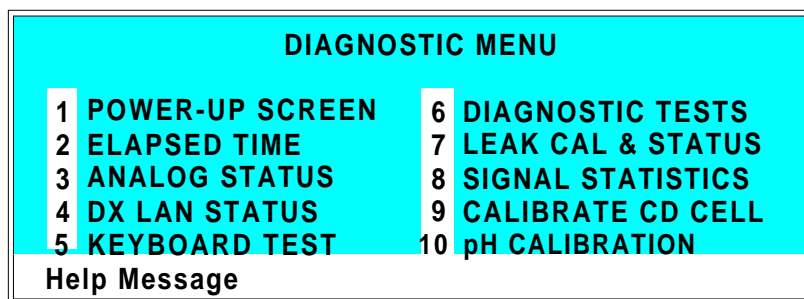 DIAGNOSTIC MENU
1 POWER-UP SCREEN
2 ELAPSED TIME
3 ANALOG STATUS
4 DX LAN STATUS
5 KEYBOARD TEST
6 DIAGNOSTIC TESTS
7 LEAK CAL & STATUS
8 SIGNAL STATISTICS
9 CALIBRATE CD CELL
10 pH CALIBRATION
Help Message